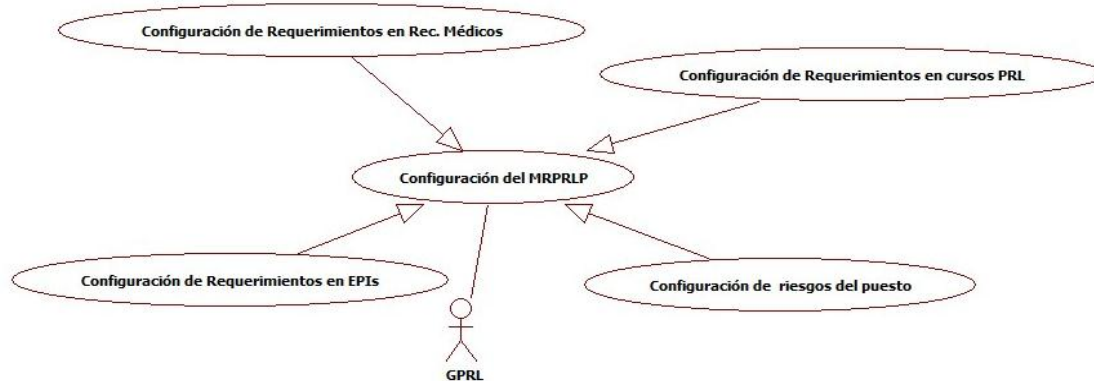 Configuración de Requerimientos en Rec. Médicos
Configuración de Requerimientos en cursos PRL
Configuración del MRPRLP
Configuración de Requerimientos en EPIs
Configuración de riesgos del puesto
GPRL